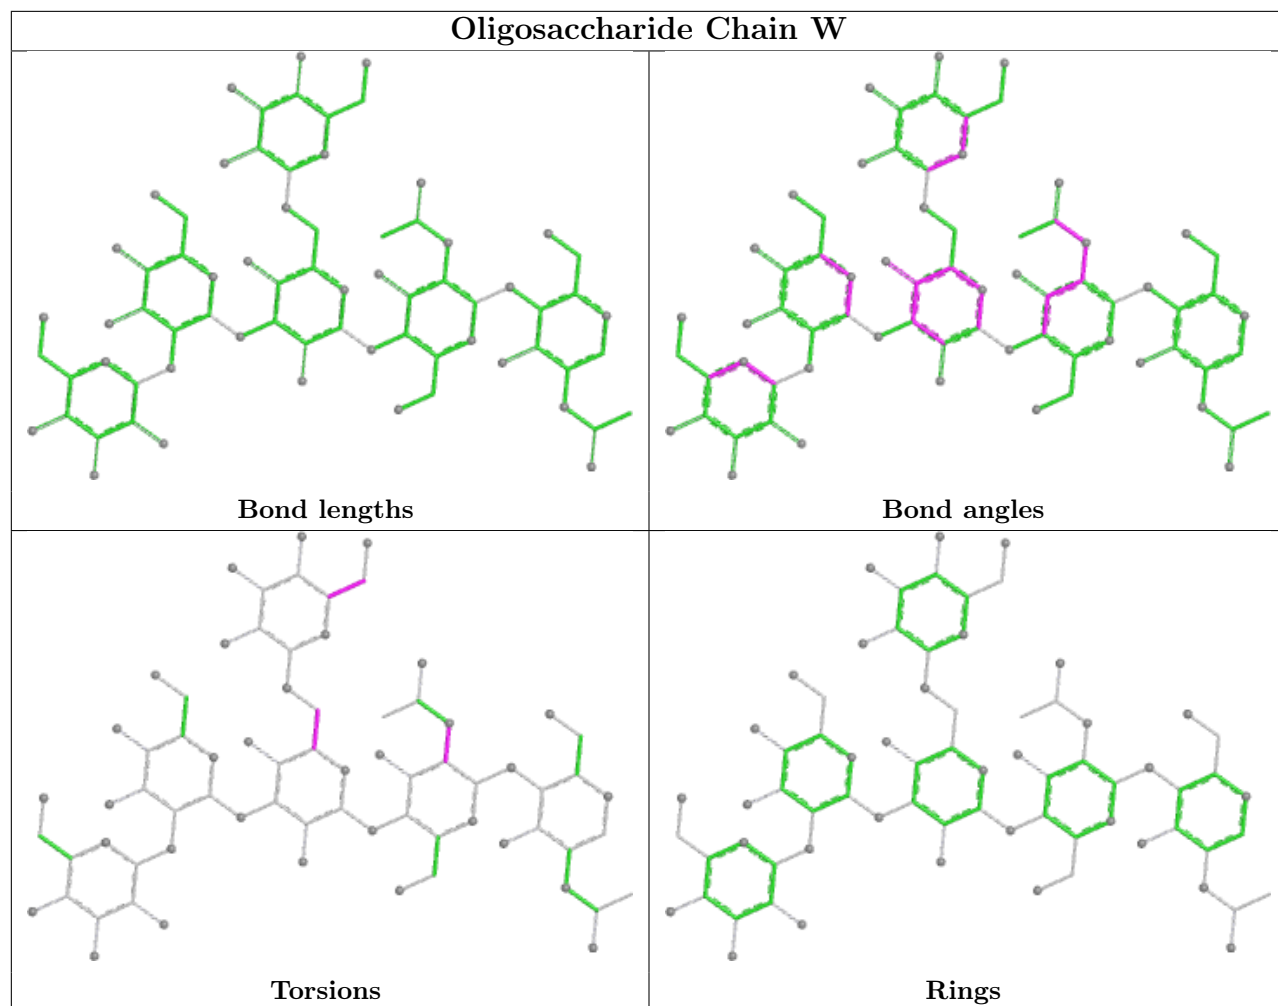 Oligosaccharide Chain W
Bond lengths
Bond angles
Torsions
Rings